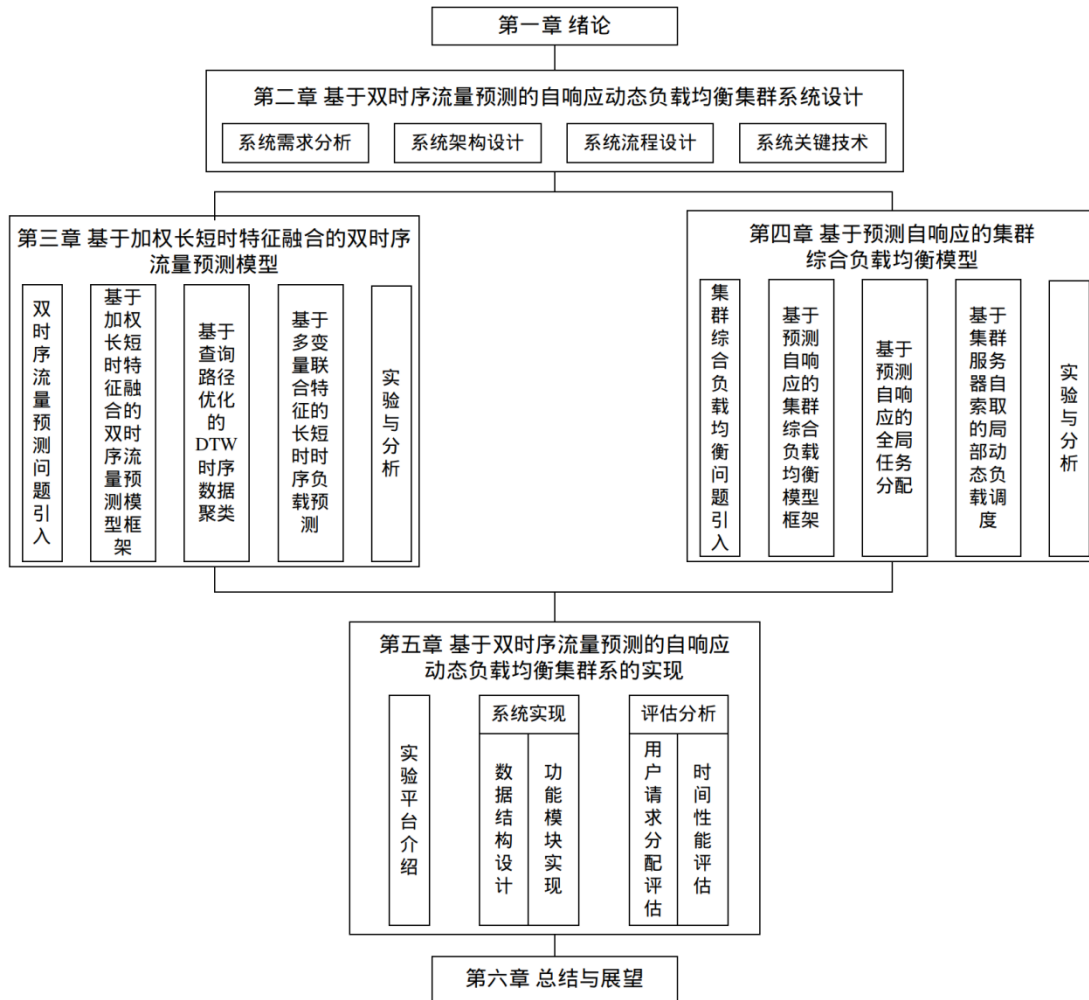 第一章 绪论
第二章 基于双时序流量预测的自响应动态负载均衡集群系统设计
系统需求分析
系统架构设计
系统流程设计
系统关键技术
第三章 基于加权长短时特征融合的双时序
流量预测模型
双时序流量预测问题引入
基于
加权
长短
时特
征融
合的
双时
序流
量预
测模
型框
架
基于
查询
路径
优化
的
DTW
时序
数据
聚类
基于
多变
量联
合特
征的
长短
时时
序负
载预
测
实验与分析
第四章 基于预测自响应的集群
综合负载均衡模型
集群综合负载均衡问题引入
基于
预测
自响
应的
集群
综合
负载
均衡
模型
框架
基于
预测
自响
应的
全局
任务
分配
基于
集群
服务
器自
索取
的局
部动
态负
载调
度
实验与分析
第五章 基于双时序流量预测的自响应
动态负载均衡集群系的实现
实验平台介绍
系统实现
数据结构设计
功能模块实现
评估分析
用户请求分配评估
时间性能评估
第六章 总结与展望